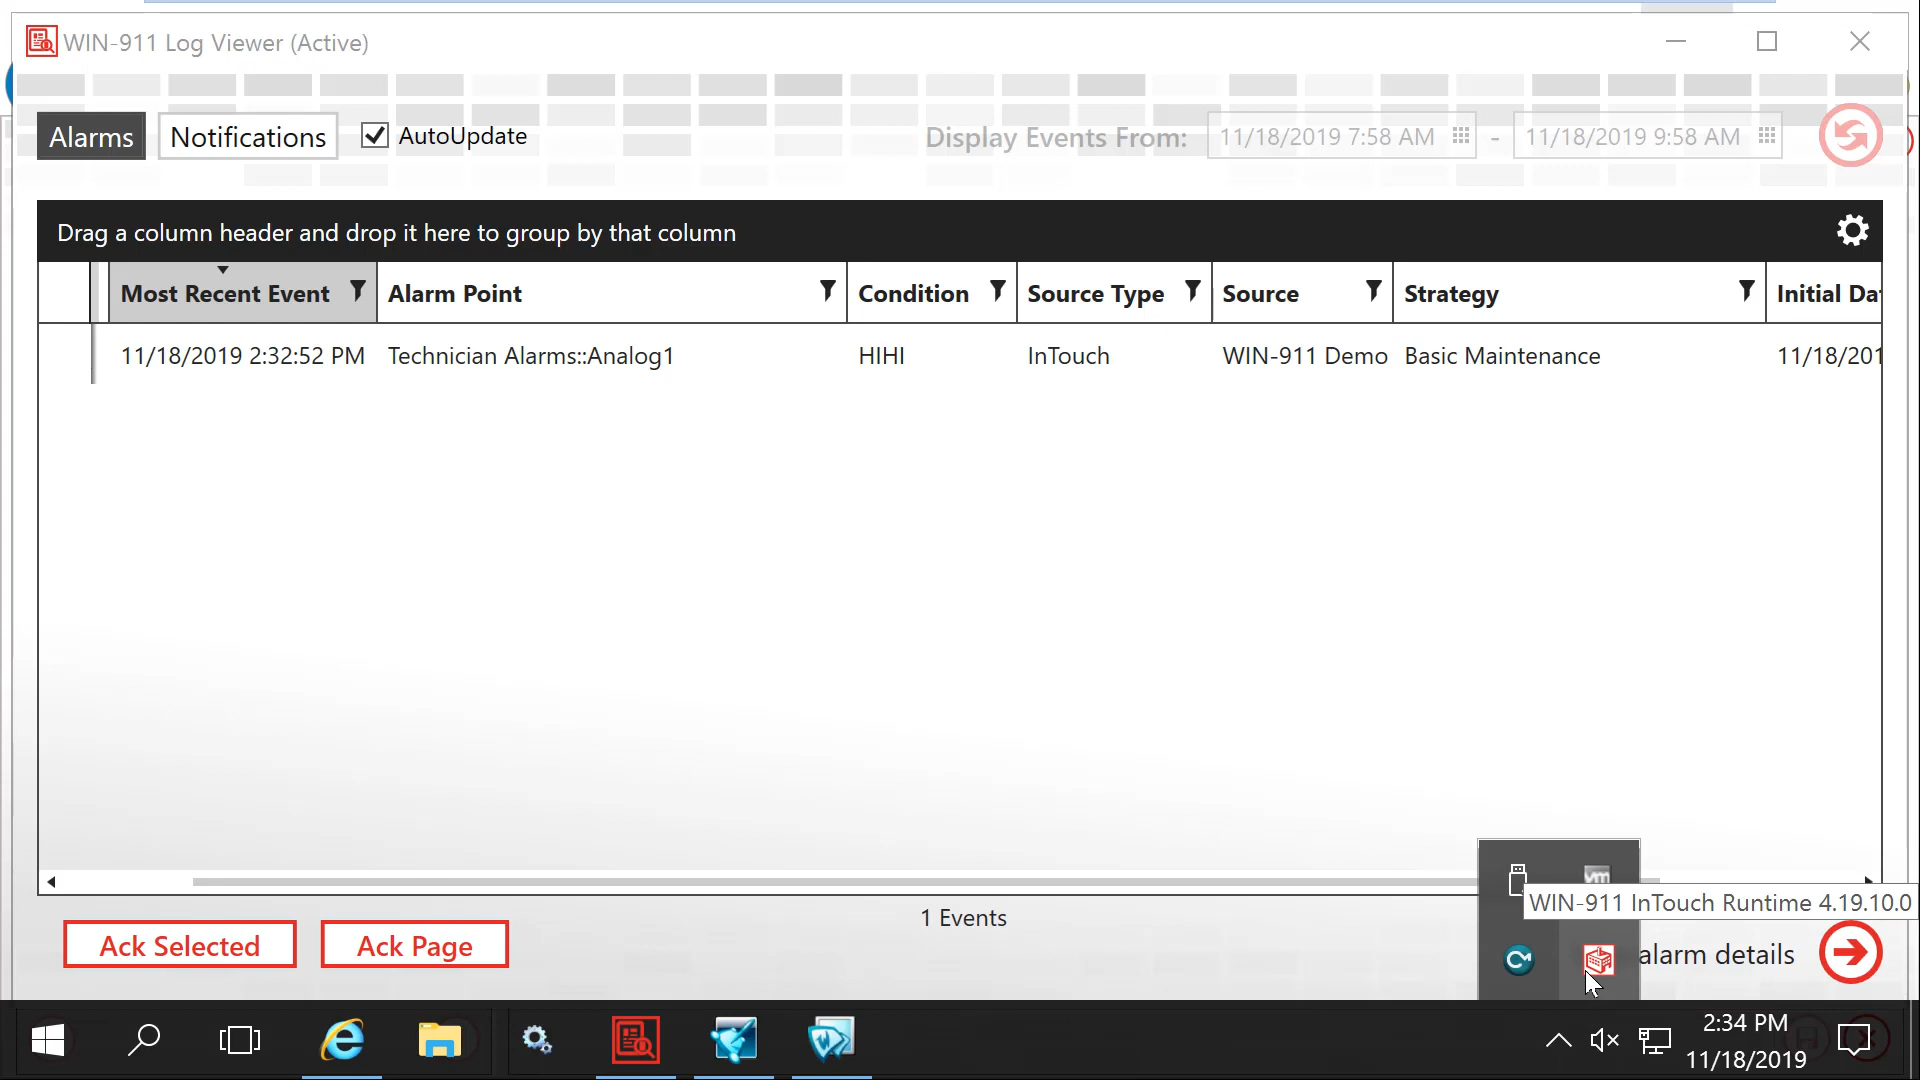 WIN-911 Log Viewer (Active)
Alarms Notifications AutoUpdate Display Events From: 11/18/2019 7:58 AM - 11/18/2019 9:58 AM
Drag a column header and drop it here to group by that column
Most Recent Event Alarm Point Condition Source Type Source Strategy Initial Da
11/18/2019 2:32:52 PM Technician Alarms::Analog1 HIHI InTouch WIN-911 Demo Basic Maintenance 11/18/201
vm
WIN-911 InTouch Runtime 4.19.10.0
1 Events
Ack Selected Ack Page alarm details
2:34 PM
11/18/2019